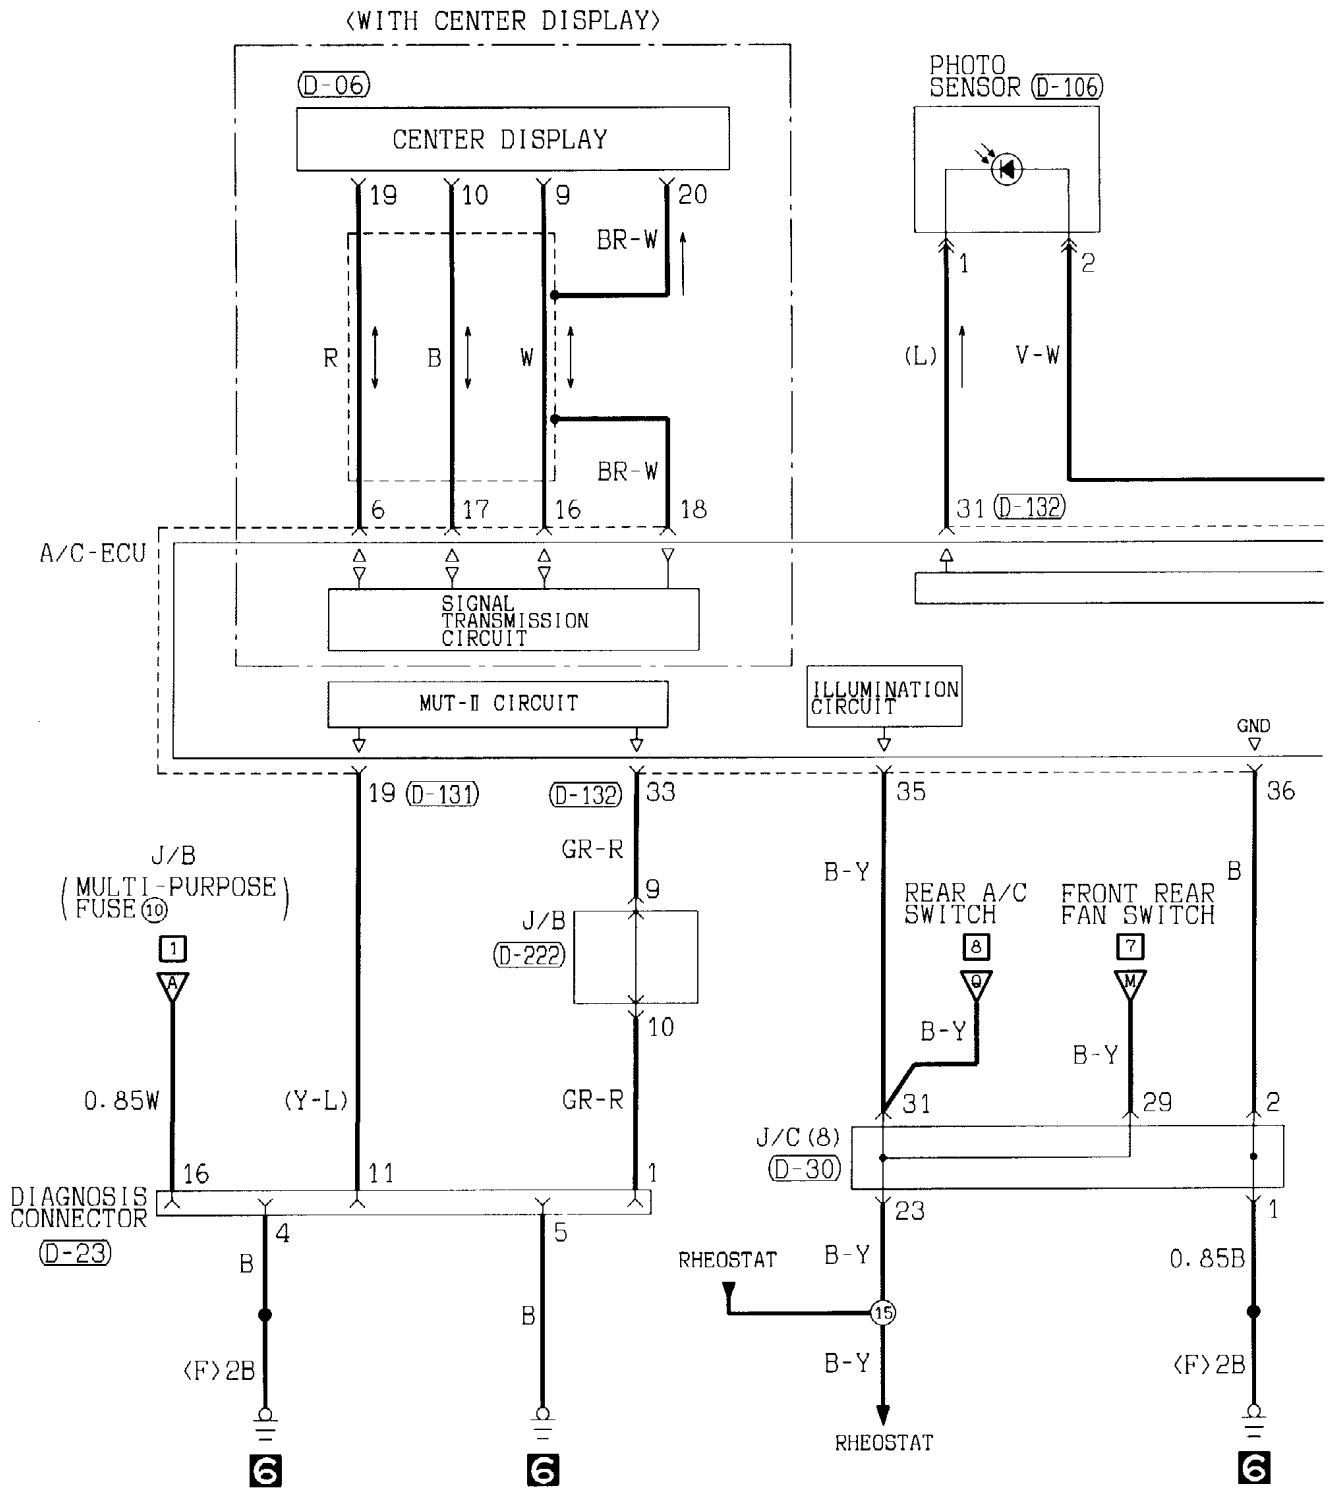 〈WITH CENTER DISPLAY〉
D-06
CENTER DISPLAY
19
10
9
20
BR-W
R
B
W
BR-W
6
17
16
18
PHOTO
SENSOR D-106
1
2
(L)
V-W
31 D-132
A/C-ECU
SIGNAL
TRANSMISSION
CIRCUIT
MUT-Ⅱ CIRCUIT
ILLUMINATION
CIRCUIT
GND
19 D-131
D-132 33
35
36
J/B
(MULTI-PURPOSE
FUSE⑩)
1
A
GR-R
9
J/B
D-222
10
B-Y
REAR A/C
SWITCH
8
Q
B-Y
FRONT REAR
FAN SWITCH
7
M
B-Y
B
0.85W
(Y-L)
GR-R
31
29
2
J/C(8)
D-30
16
11
1
DIAGNOSIS
CONNECTOR
D-23
4
5
23
1
B
B
B-Y
0.85B
RHEOSTAT
15
〈F〉2B
B-Y
〈F〉2B
RHEOSTAT
6
6
6